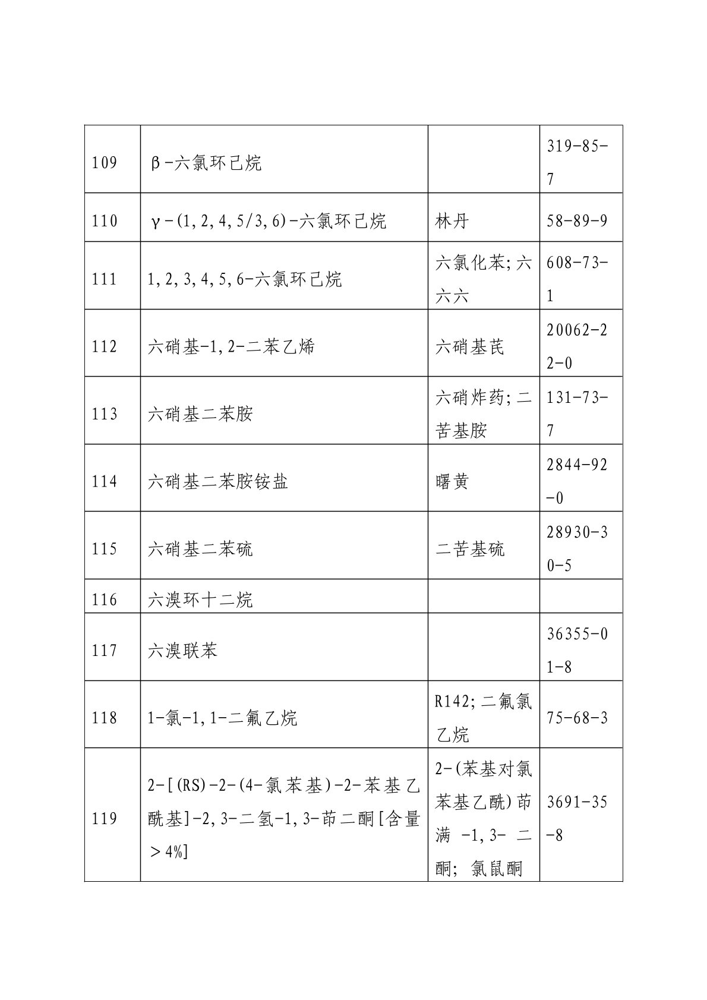 109 β-六氯环己烷 319-85-
7
110 γ-(1,2,4,5/3,6)-六氯环己烷 林丹 58-89-9
111 1,2,3,4,5,6-六氯环己烷 六氯化苯;六 608-73-
六六 1
112 六硝基-1,2-二苯乙烯 六硝基芪 20062-2
2-0
113 六硝基二苯胺 六硝炸药;二 131-73-
苦基胺 7
114 六硝基二苯胺铵盐 曙黄 2844-92
-0
115 六硝基二苯硫 二苦基硫 28930-3
0-5
116 六溴环十二烷
117 六溴联苯 36355-0
1-8
118 1-氯-1,1-二氟乙烷 R142;二氟氯 75-68-3
乙烷
119 2-[(RS)-2-(4-氯苯基)-2-苯基乙 2-(苯基对氯
酰基]-2,3-二氢-1,3-茚二酮[含量 苯基乙酰)茚 3691-35
＞4%] 满-1,3-二 -8
酮; 氯鼠酮